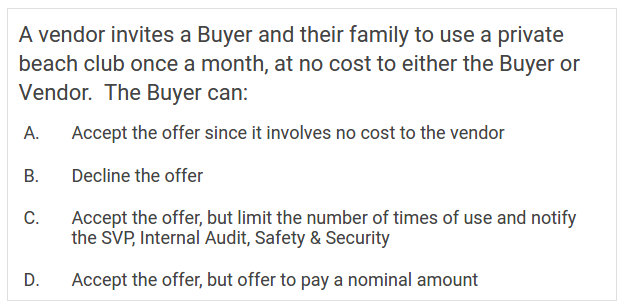 A vendor invites a Buyer and their family to use a private
beach club once a month, at no cost to either the Buyer or
Vendor.  The Buyer can:
A. Accept the offer since it involves no cost to the vendor
B. Decline the offer
C. Accept the offer, but limit the number of times of use and notify
the SVP, Internal Audit, Safety & Security
D. Accept the offer, but offer to pay a nominal amount